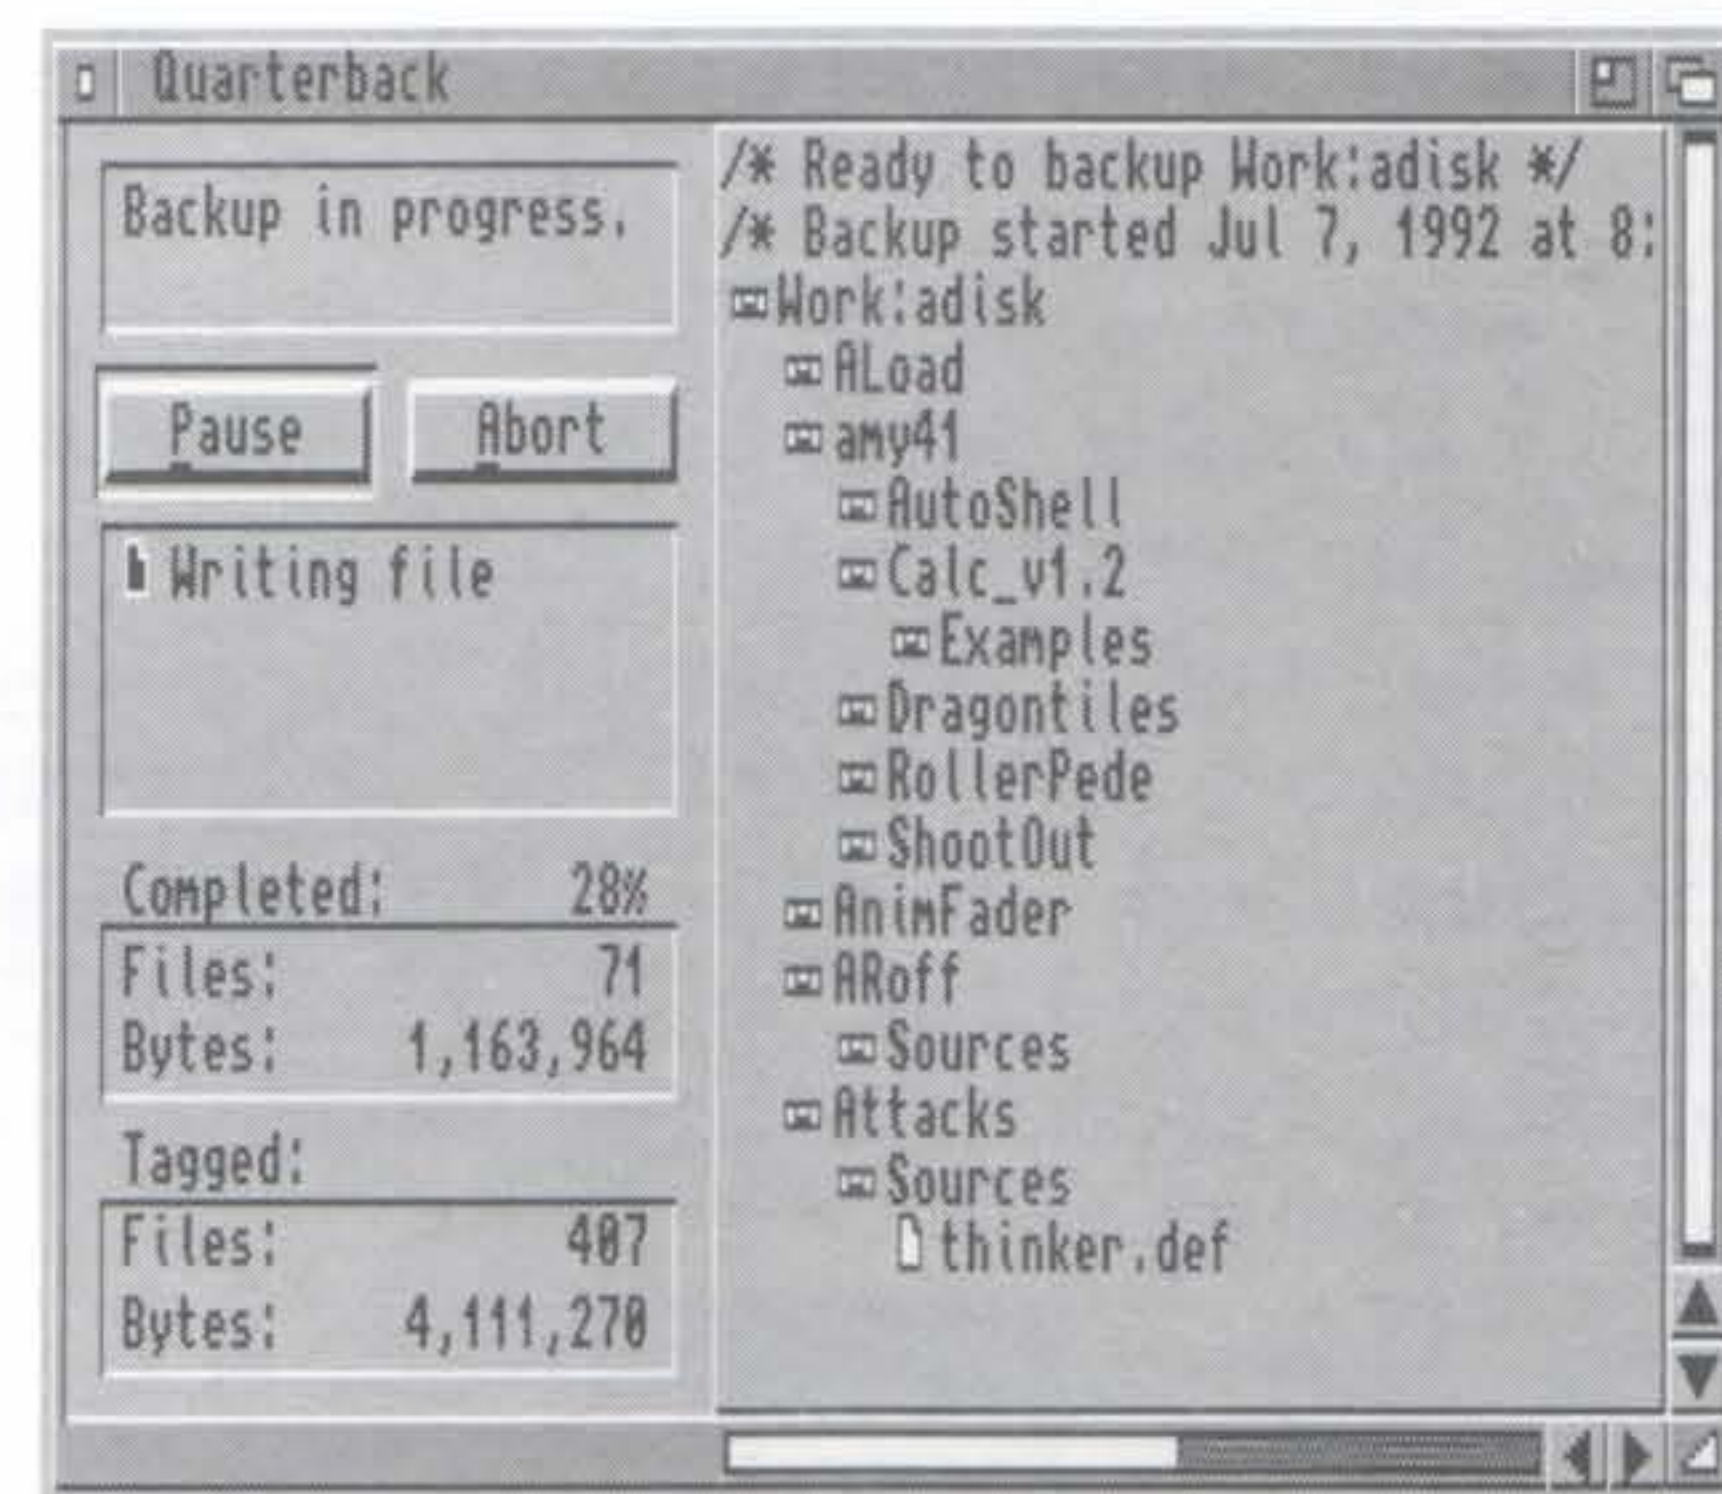 Quarterback
Backup in progress.
Pause
Abort
Writing file
Completed: 28%
Files: 71
Bytes: 1,163,964
Tagged:
Files: 407
Bytes: 4,111,270
/* Ready to backup Work:adisk */
/* Backup started Jul 7, 1992 at 8:
Work:adisk
ALoad
amy41
AutoShell
Calc_v1.2
Examples
Dragontiles
RollerPede
ShootOut
AnimFader
ARoff
Sources
Attacks
Sources
thinker.def